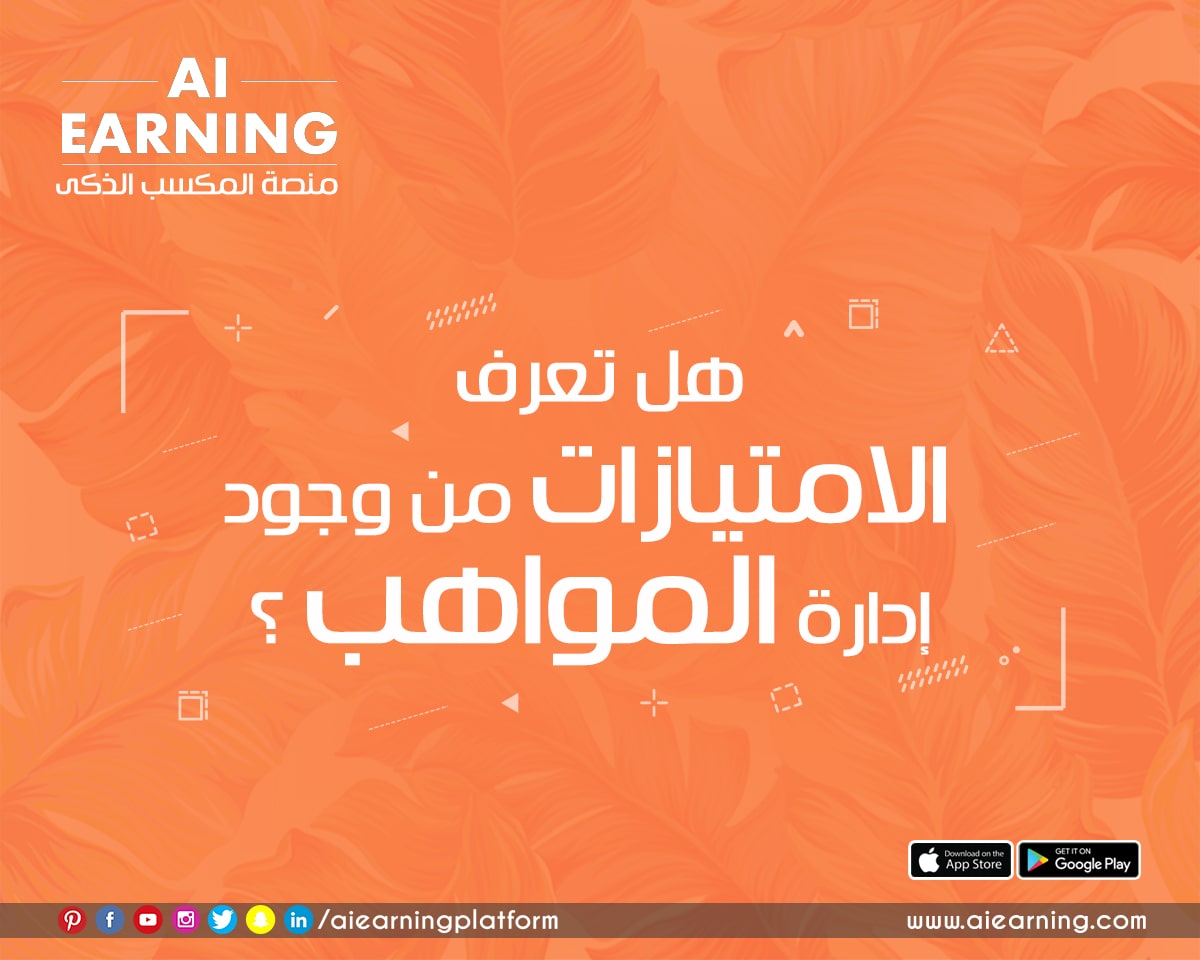 AI
EARNING
منصة المكسب الذكى
هل تعرف
الامتيازات من وجود
إدارة المواهب ؟
Download on the
App Store
GET IT ON
Google Play
/aiearningplatform
www.aiearning.com